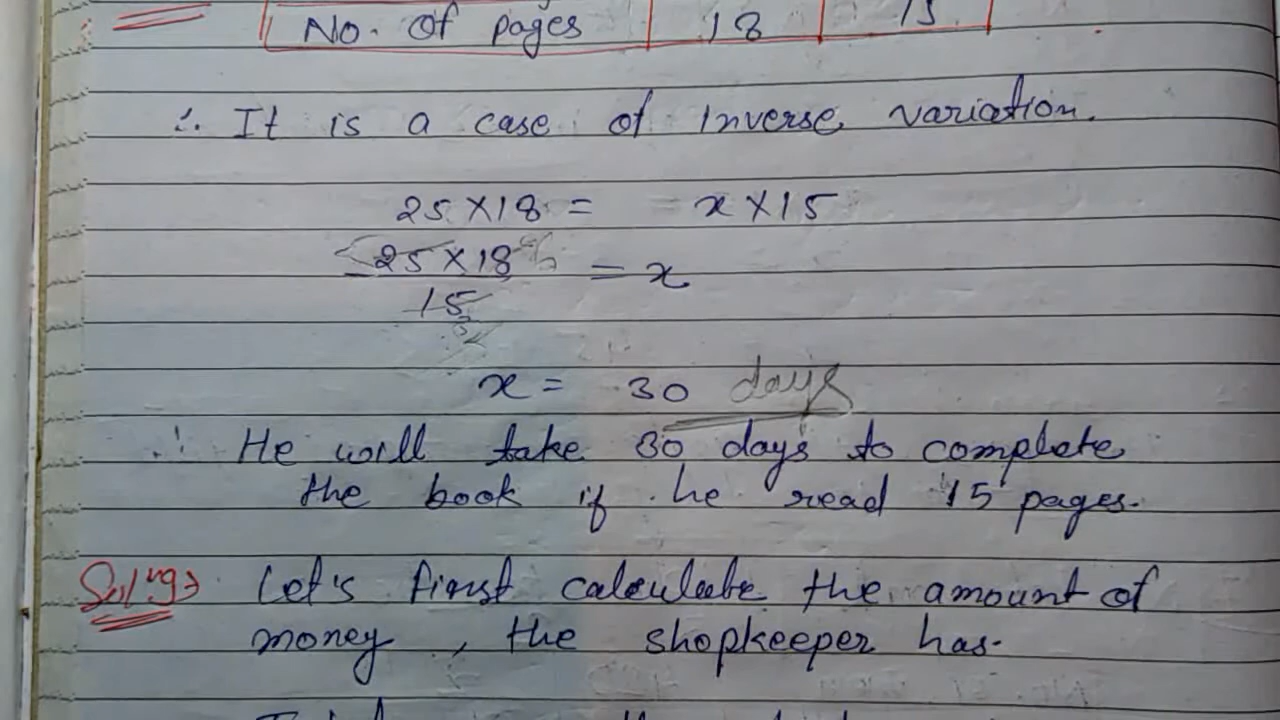 No. Of pages 18 15
∴ It is a case of Inverse variation.
25 × 18 = x × 15
25 × 18 6 = x
15
x = 30 days
∴ He will take 30 days to complete
the book if he read 15 pages.
Let's first calculate the amount of
money, the shopkeeper has.